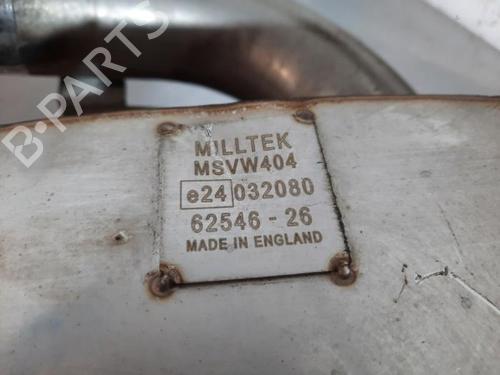 B-PARTS
MILLTEK
MSVW404
e24 032080
62546 - 26
MADE IN ENGLAND